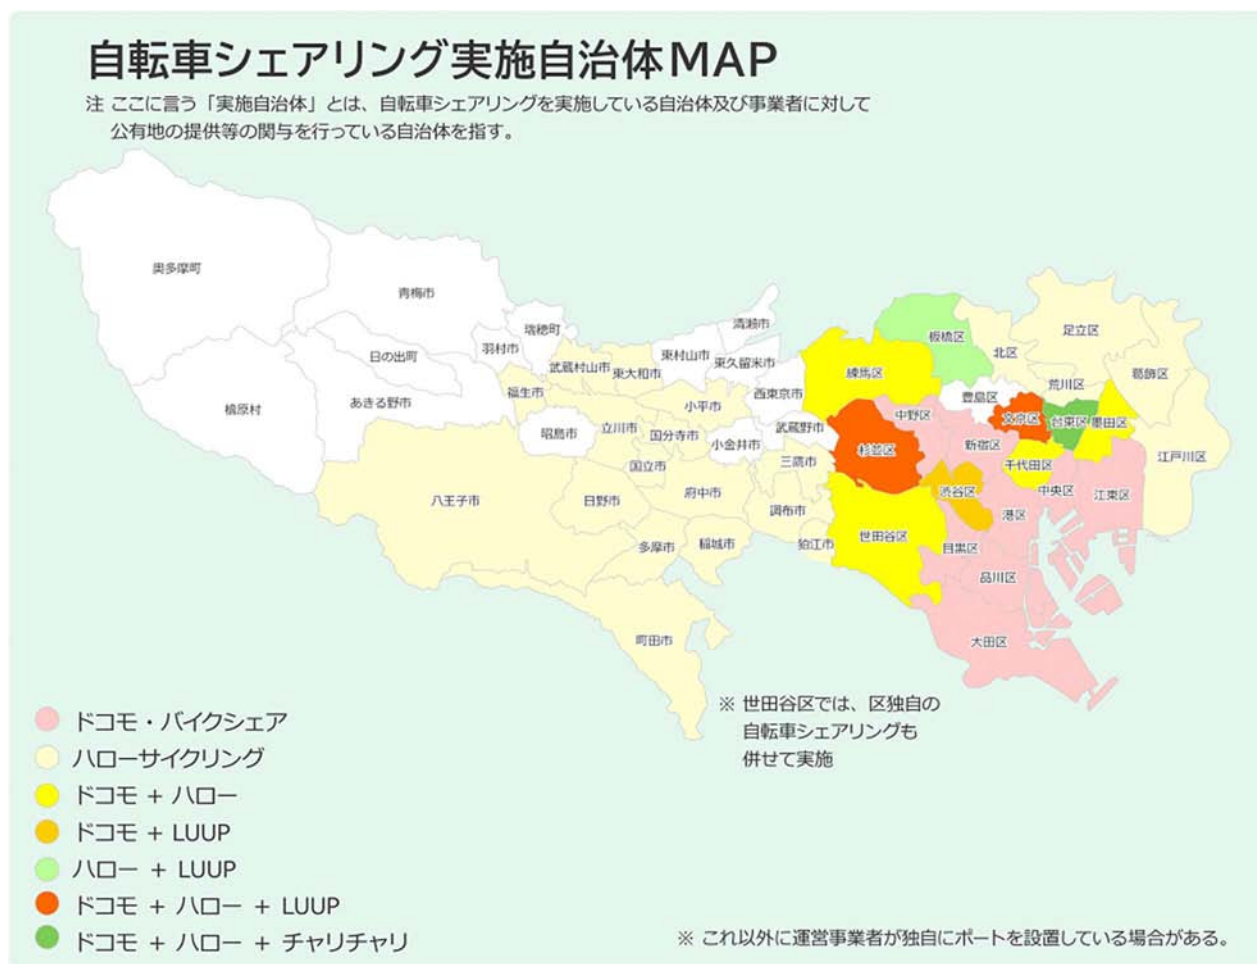 自転車シェアリング実施自治体MAP
注 ここに言う「実施自治体」とは、自転車シェアリングを実施している自治体及び事業者に対して
公有地の提供等の関与を行っている自治体を指す。
奥多摩町
青梅市
瑞穂町
清瀬市
羽村市
日の出町
武蔵村山市
東大和市
東村山市
東久留米市
檜原村
あきる野市
福生市
小平市
西東京市
昭島市
立川市
国分寺市
小金井市
武蔵野市
国立市
三鷹市
八王子市
日野市
府中市
調布市
多摩市
稲城市
狛江市
町田市
板橋区
北区
足立区
練馬区
荒川区
葛飾区
豊島区
中野区
文京区
台東区
墨田区
杉並区
新宿区
千代田区
江戸川区
渋谷区
中央区
江東区
港区
世田谷区
目黒区
品川区
大田区
※ 世田谷区では、区独自の
自転車シェアリングも
併せて実施
ドコモ・バイクシェア
ハローサイクリング
ドコモ + ハロー
ドコモ + LUUP
ハロー + LUUP
ドコモ + ハロー + LUUP
ドコモ + ハロー + チャリチャリ
※ これ以外に運営事業者が独自にポートを設置している場合がある。